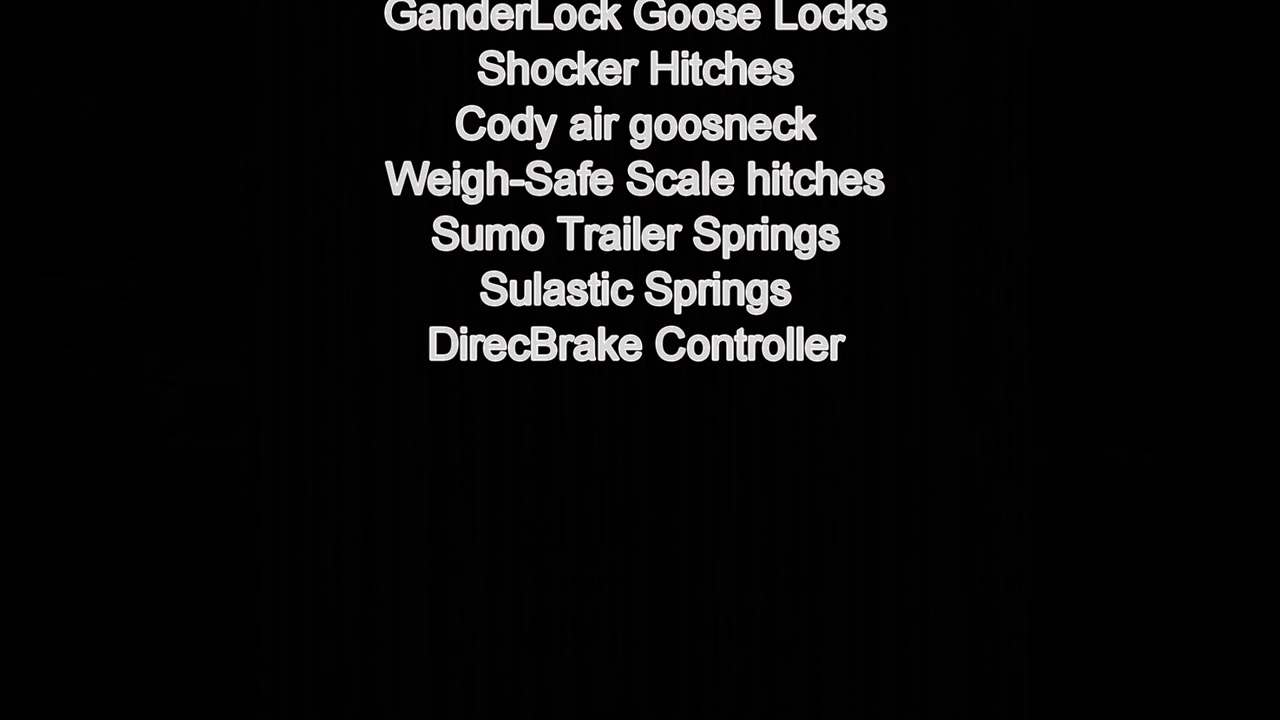 GanderLock Goose Locks
Shocker Hitches
Cody air goosneck
Weigh-Safe Scale hitches
Sumo Trailer Springs
Sulastic Springs
DirecBrake Controller